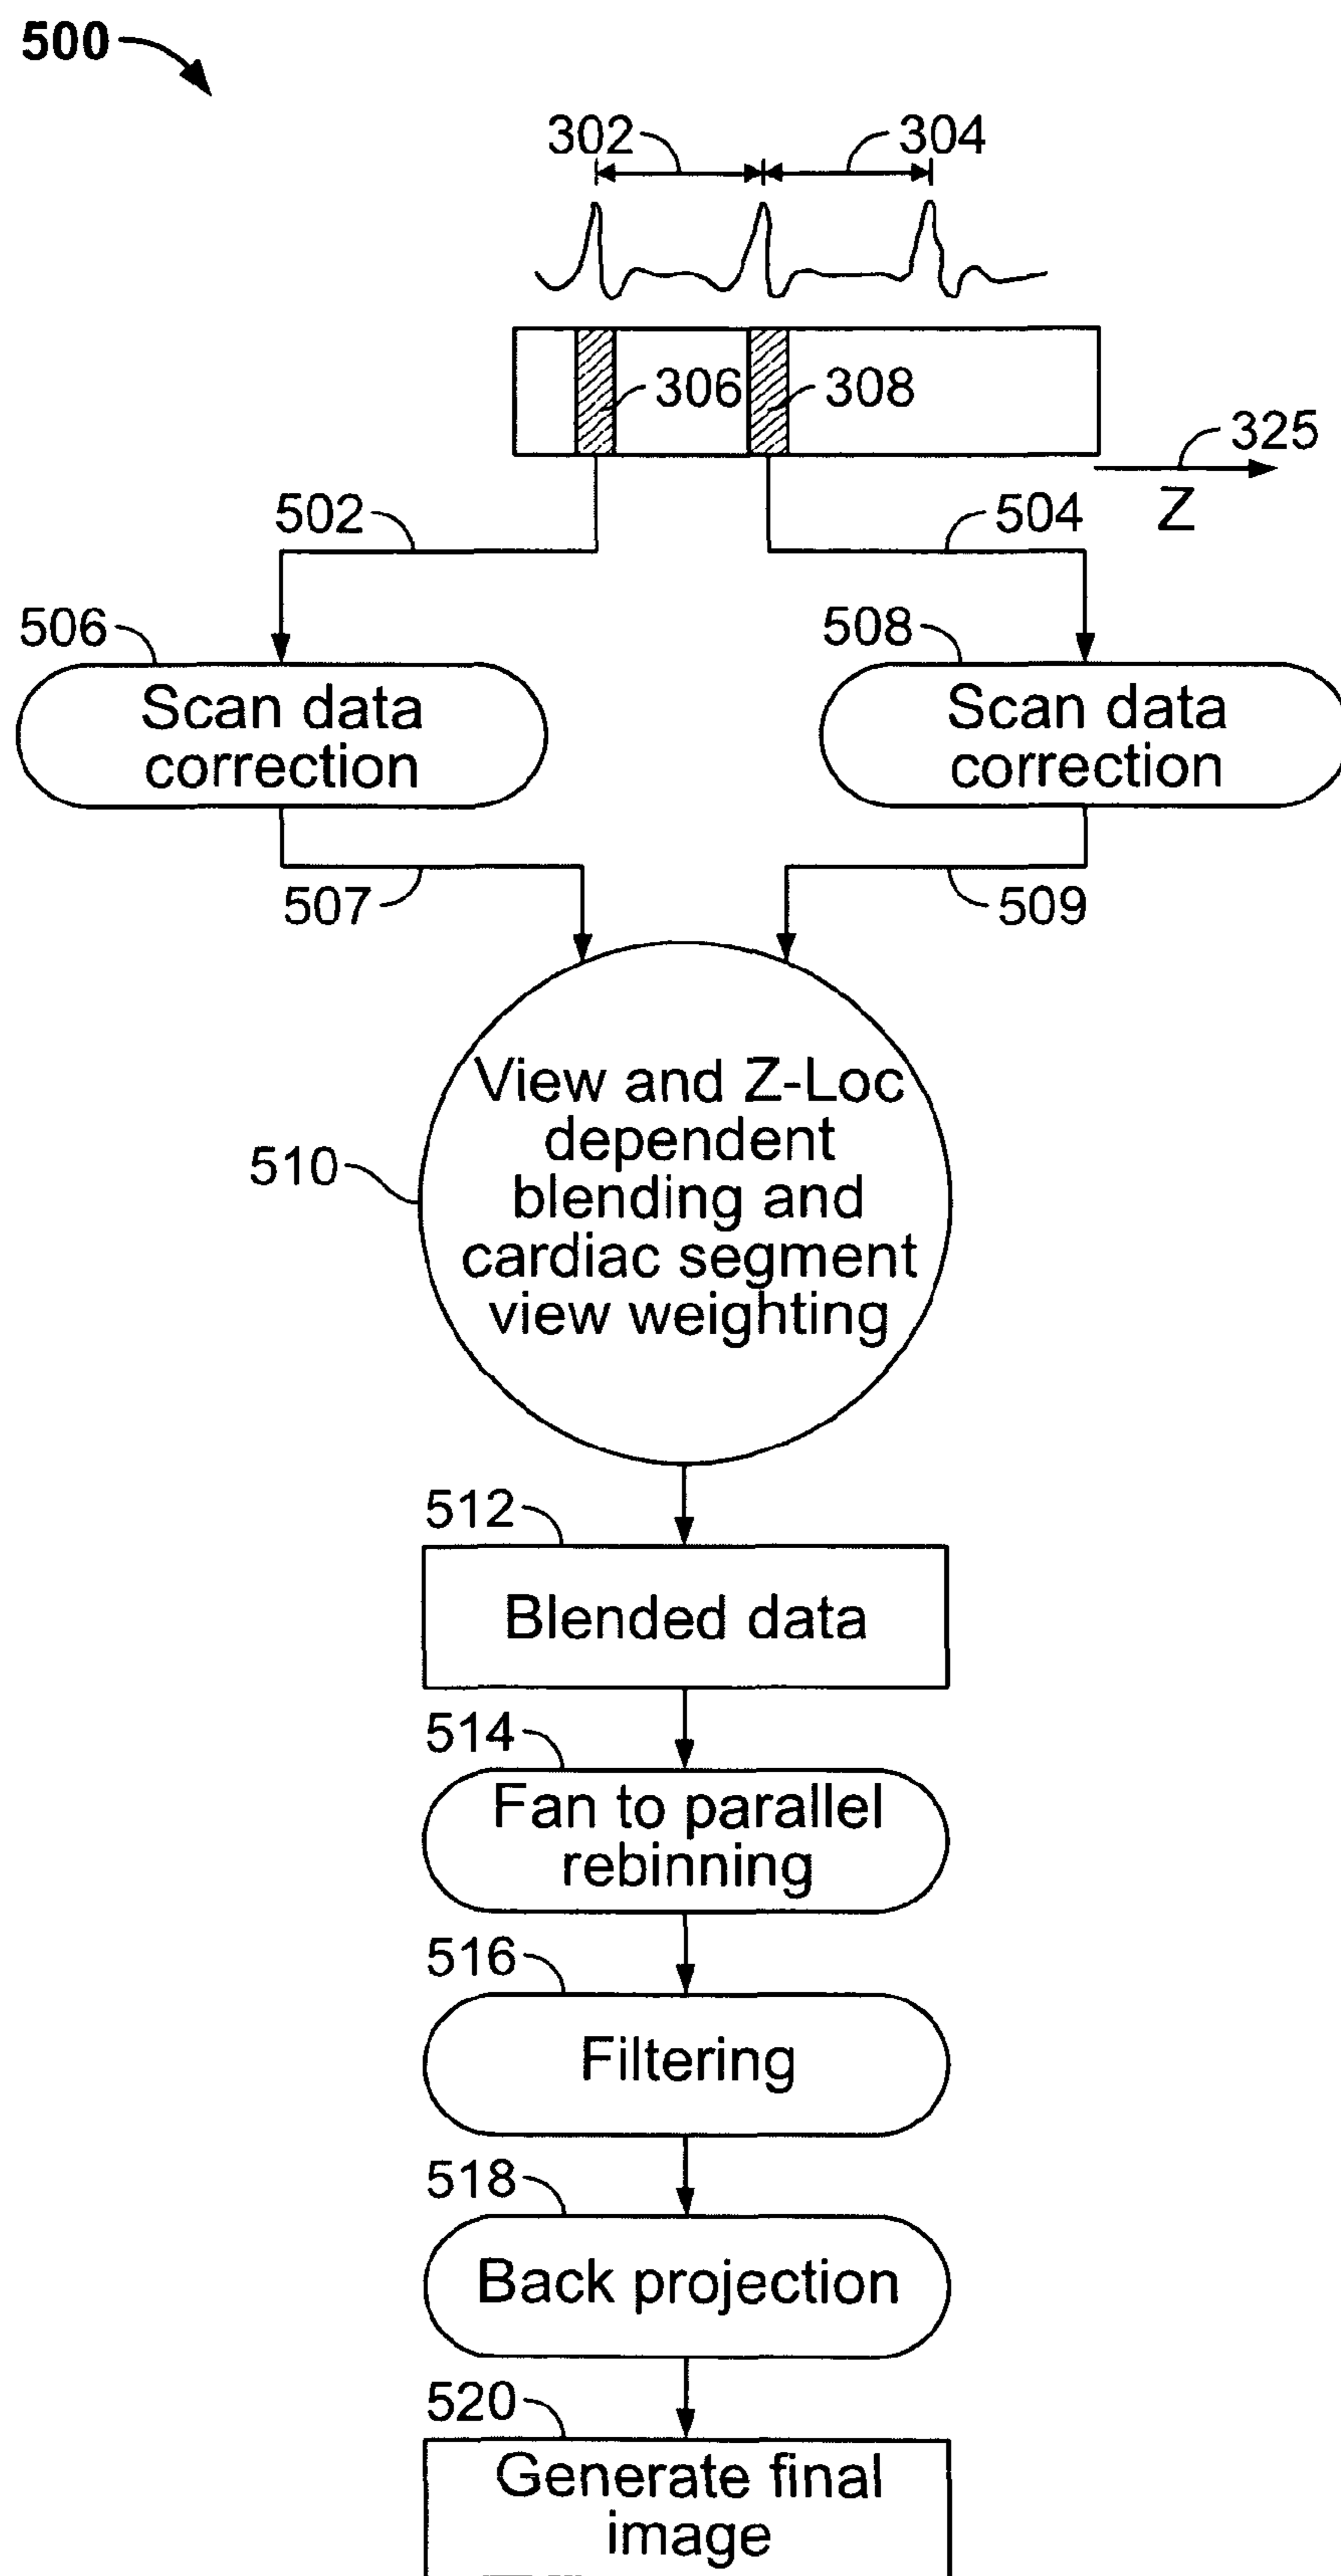 500
302
304
306
308
325
Z
502
504
506
508
Scan data
correction
Scan data
correction
507
509
View and Z-Loc
dependent
blending and
cardiac segment
view weighting
510
512
Blended data
514
Fan to parallel
rebinning
516
Filtering
518
Back projection
520
Generate final
image